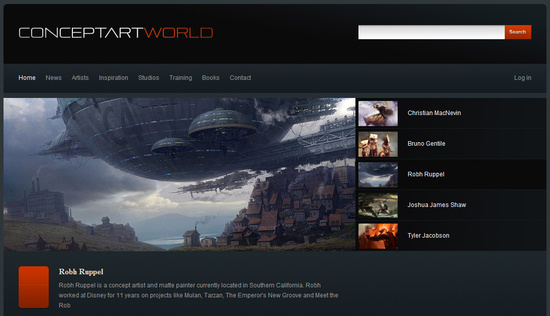 CONCEPTARTWORLD
Search
Home News Artists Inspiration Studios Training Books Contact Log in
Christian MacNevin
Bruno Gentile
Robh Ruppel
Joshua James Shaw
Tyler Jacobson
Robh Ruppel
Robh Ruppel is a concept artist and matte painter currently located in Southern California. Robh
worked at Disney for 11 years on projects like Mulan, Tarzan, The Emperor's New Groove and Meet the
Rob